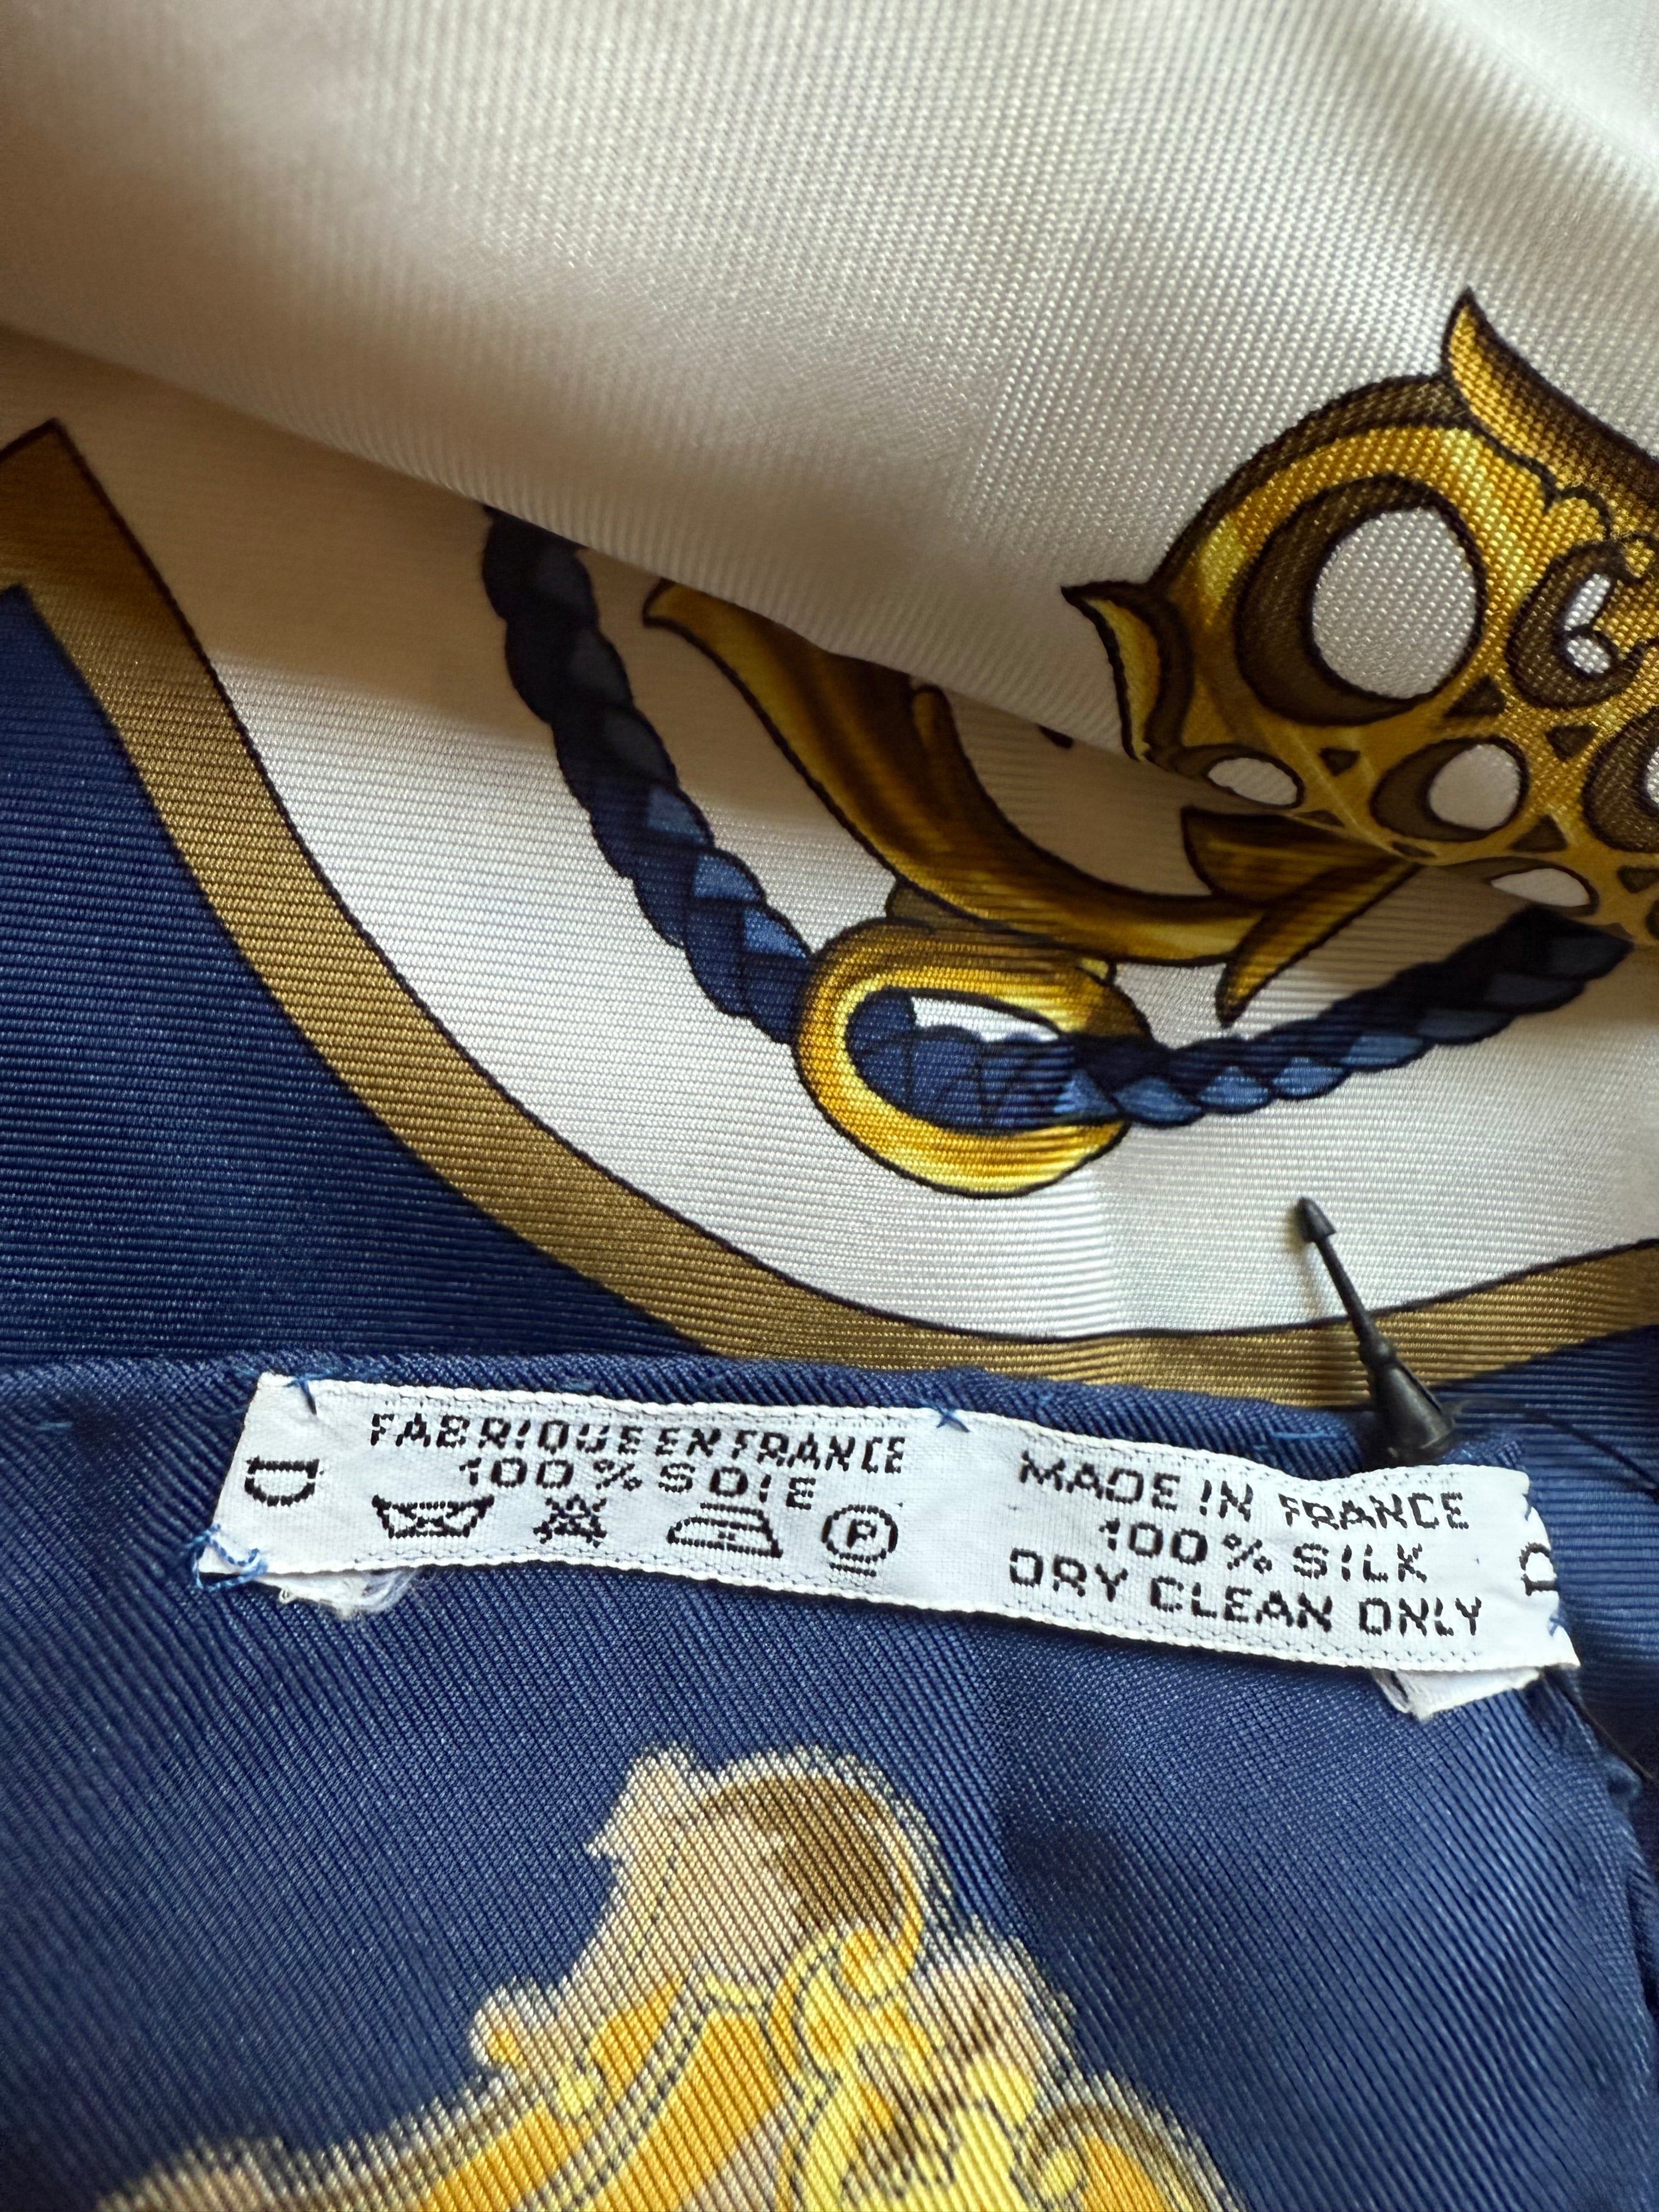 D
FABRIQUE EN FRANCE
100% SOIE
P
MADE IN FRANCE
100% SILK
DRY CLEAN ONLY
D